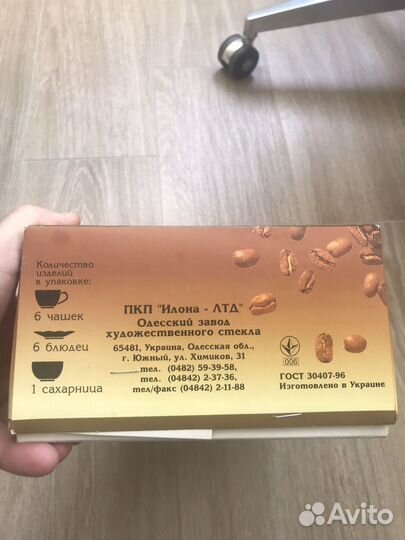 Количество
изделий
в упаковке:
6 чашек
6 блюдец
1 сахарница
ПКП "Илона - ЛТД"
Одесский завод
художественного стекла
65481, Украина, Одесская обл.,
г. Южный, ул. Химиков, 31
тел. (0482) 59-39-58,
тел. (04842) 2-37-36,
тел/факс (04842) 2-11-88
006
ГОСТ 30407-96
Изготовлено в Украине
Avito